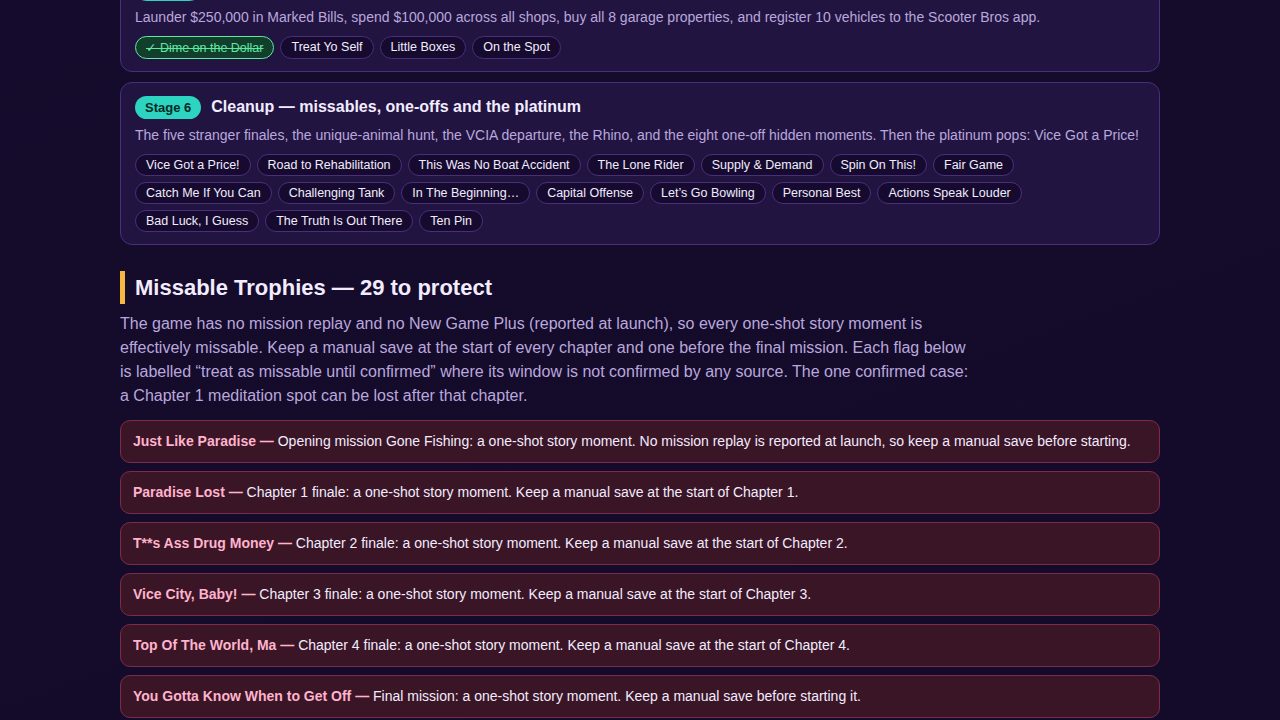 Launder $250,000 in Marked Bills, spend $100,000 across all shops, buy all 8 garage properties, and register 10 vehicles to the Scooter Bros app.
✓ Dime on the Dollar Treat Yo Self Little Boxes On the Spot
Stage 6 Cleanup — missables, one-offs and the platinum
The five stranger finales, the unique-animal hunt, the VCIA departure, the Rhino, and the eight one-off hidden moments. Then the platinum pops: Vice Got a Price!
Vice Got a Price! Road to Rehabilitation This Was No Boat Accident The Lone Rider Supply & Demand Spin On This! Fair Game
Catch Me If You Can Challenging Tank In The Beginning… Capital Offense Let’s Go Bowling Personal Best Actions Speak Louder
Bad Luck, I Guess The Truth Is Out There Ten Pin
Missable Trophies — 29 to protect
The game has no mission replay and no New Game Plus (reported at launch), so every one-shot story moment is
effectively missable. Keep a manual save at the start of every chapter and one before the final mission. Each flag below
is labelled “treat as missable until confirmed” where its window is not confirmed by any source. The one confirmed case:
a Chapter 1 meditation spot can be lost after that chapter.
Just Like Paradise — Opening mission Gone Fishing: a one-shot story moment. No mission replay is reported at launch, so keep a manual save before starting.
Paradise Lost — Chapter 1 finale: a one-shot story moment. Keep a manual save at the start of Chapter 1.
T**s Ass Drug Money — Chapter 2 finale: a one-shot story moment. Keep a manual save at the start of Chapter 2.
Vice City, Baby! — Chapter 3 finale: a one-shot story moment. Keep a manual save at the start of Chapter 3.
Top Of The World, Ma — Chapter 4 finale: a one-shot story moment. Keep a manual save at the start of Chapter 4.
You Gotta Know When to Get Off — Final mission: a one-shot story moment. Keep a manual save before starting it.